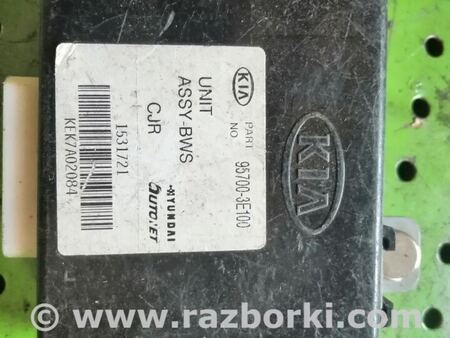 KIA
PART
NO
95700-3E100
UNIT
ASSY-BWS
CJR
HYUNDAI
autonet
1531721
KEK7A02084
KIA
www.razborki.com